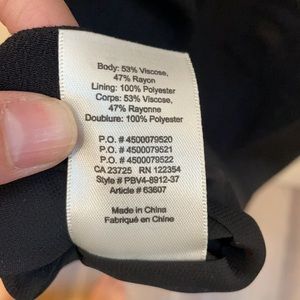 Body: 53% Viscose,
47% Rayon
Lining: 100% Polyester
Corps: 53% Viscose,
47% Rayonne
Doublure: 100% Polyester
P.O. # 4500079520
P.O. # 4500079521
P.O. # 4500079522
CA 23725 RN 122354
Style # PBV4-8912-37
Article # 63607
Made in China
Fabriqué en Chine